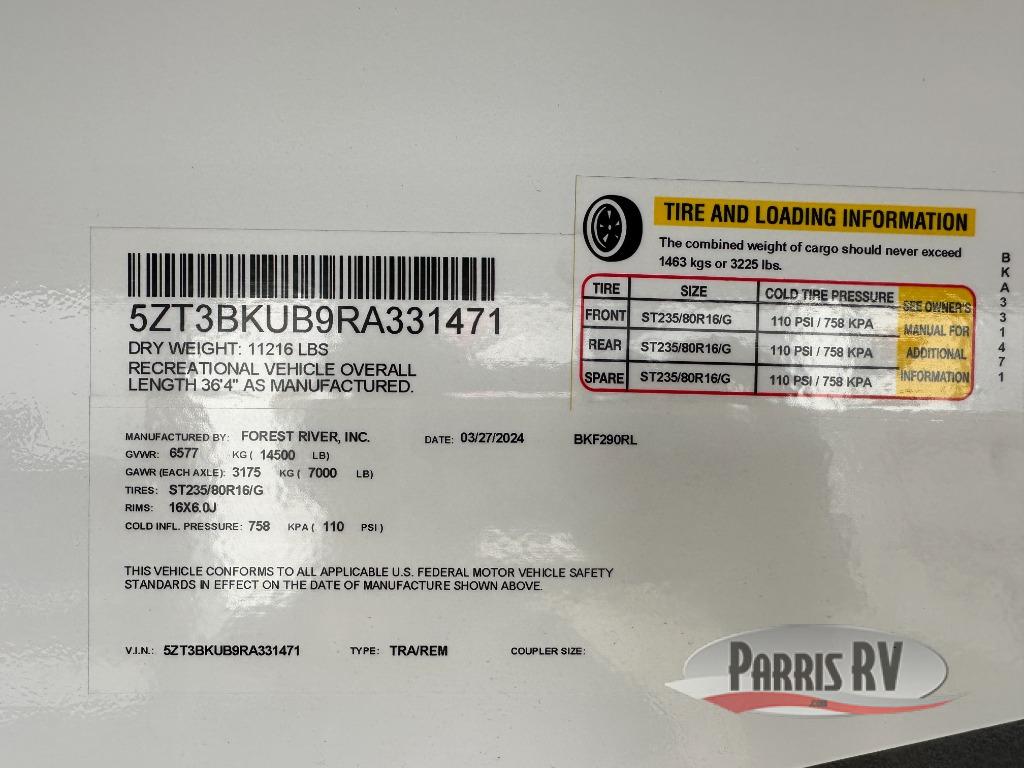 5ZT3BKUB9RA331471
DRY WEIGHT: 11216 LBS
RECREATIONAL VEHICLE OVERALL
LENGTH 36'4" AS MANUFACTURED.
TIRE AND LOADING INFORMATION
The combined weight of cargo should never exceed
1463 kgs or 3225 lbs.
TIRE SIZE COLD TIRE PRESSURE SEE OWNER'S
FRONT ST235/80R16/G 110 PSI / 758 KPA MANUAL FOR
REAR ST235/80R16/G 110 PSI / 758 KPA ADDITIONAL
SPARE ST235/80R16/G 110 PSI / 758 KPA INFORMATION
BKA331471
MANUFACTURED BY: FOREST RIVER, INC. DATE: 03/27/2024 BKF290RL
GVWR: 6577 KG ( 14500 LB)
GAWR (EACH AXLE): 3175 KG ( 7000 LB)
TIRES: ST235/80R16/G
RIMS: 16X6.0J
COLD INFL. PRESSURE: 758 KPA ( 110 PSI )
THIS VEHICLE CONFORMS TO ALL APPLICABLE U.S. FEDERAL MOTOR VEHICLE SAFETY
STANDARDS IN EFFECT ON THE DATE OF MANUFACTURE SHOWN ABOVE.
V.I.N.: 5ZT3BKUB9RA331471 TYPE: TRA/REM COUPLER SIZE:
PARRIS RV
.com